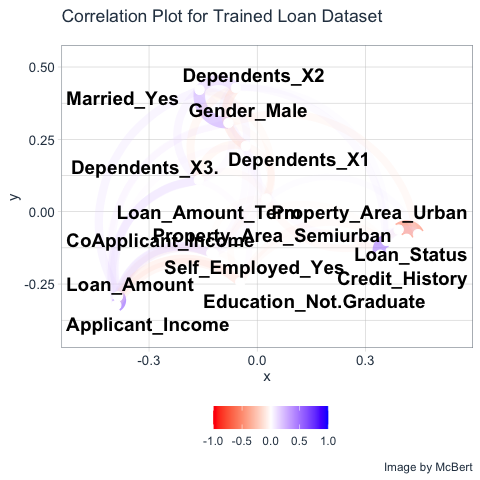 Correlation Plot for Trained Loan Dataset
0.50
Dependents_X2
Married_Yes
Gender_Male
0.25
Dependents_X1
Dependents_X3.
0.00
Loan_Amount_Term
Property_Area_Urban
Property_Area_Semiurban
CoApplicant_Income
Loan_Status
Self_Employed_Yes
Credit_History
-0.25
Loan_Amount
Education_Not.Graduate
Applicant_Income
y
-0.3 0.0 0.3
x
-1.0 -0.5 0.0 0.5 1.0
Image by McBert